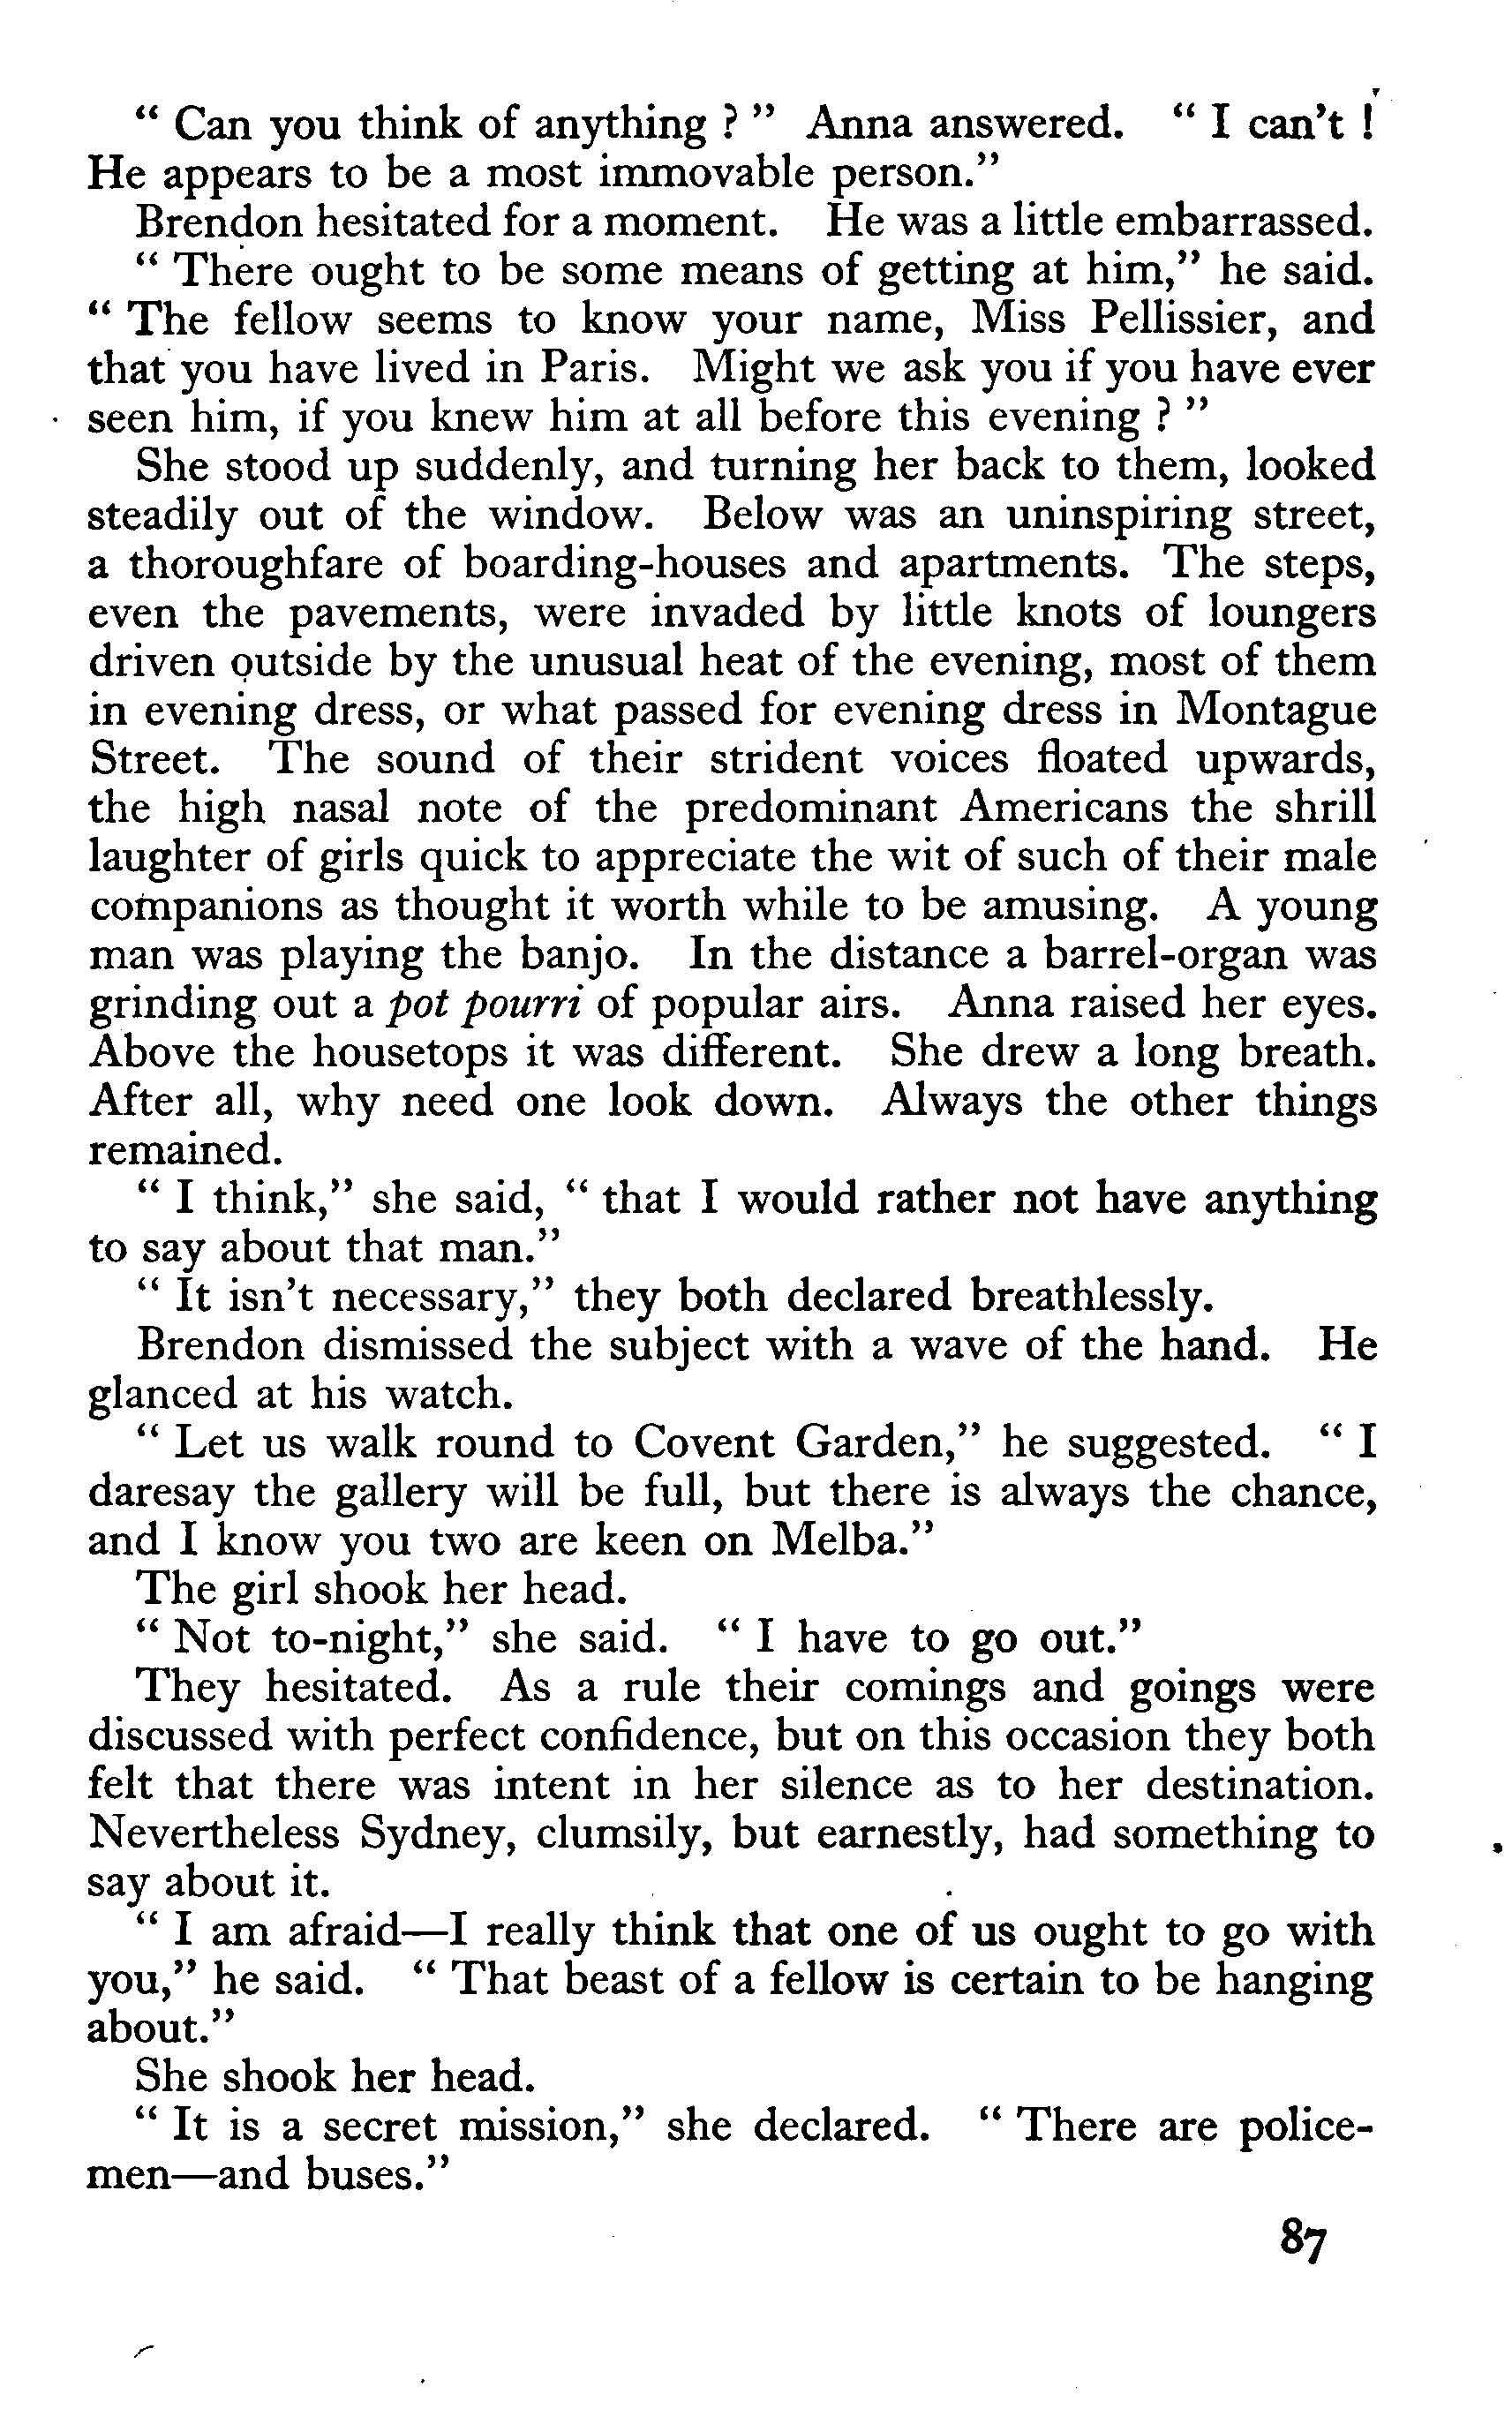 “ Can you think of anything ? ” Anna answered. “ I can’t !
He appears to be a most immovable person.”
Brendon hesitated for a moment. He was a little embarrassed.
“ There ought to be some means of getting at him,” he said.
“ The fellow seems to know your name, Miss Pellissier, and
that you have lived in Paris. Might we ask you if you have ever
seen him, if you knew him at all before this evening ? ”
She stood up suddenly, and turning her back to them, looked
steadily out of the window. Below was an uninspiring street,
a thoroughfare of boarding-houses and apartments. The steps,
even the pavements, were invaded by little knots of loungers
driven outside by the unusual heat of the evening, most of them
in evening dress, or what passed for evening dress in Montague
Street. The sound of their strident voices floated upwards,
the high nasal note of the predominant Americans the shrill
laughter of girls quick to appreciate the wit of such of their male
companions as thought it worth while to be amusing. A young
man was playing the banjo. In the distance a barrel-organ was
grinding out a pot pourri of popular airs. Anna raised her eyes.
Above the housetops it was different. She drew a long breath.
After all, why need one look down. Always the other things
remained.
“ I think,” she said, “ that I would rather not have anything
to say about that man.”
“ It isn’t necessary,” they both declared breathlessly.
Brendon dismissed the subject with a wave of the hand. He
glanced at his watch.
“ Let us walk round to Covent Garden,” he suggested. “ I
daresay the gallery will be full, but there is always the chance,
and I know you two are keen on Melba.”
The girl shook her head.
“ Not to-night,” she said. “ I have to go out.”
They hesitated. As a rule their comings and goings were
discussed with perfect confidence, but on this occasion they both
felt that there was intent in her silence as to her destination.
Nevertheless Sydney, clumsily, but earnestly, had something to
say about it.
“ I am afraid—I really think that one of us ought to go with
you,” he said. “ That beast of a fellow is certain to be hanging
about.”
She shook her head.
“ It is a secret mission,” she declared. “ There are police-
men—and buses.”
87